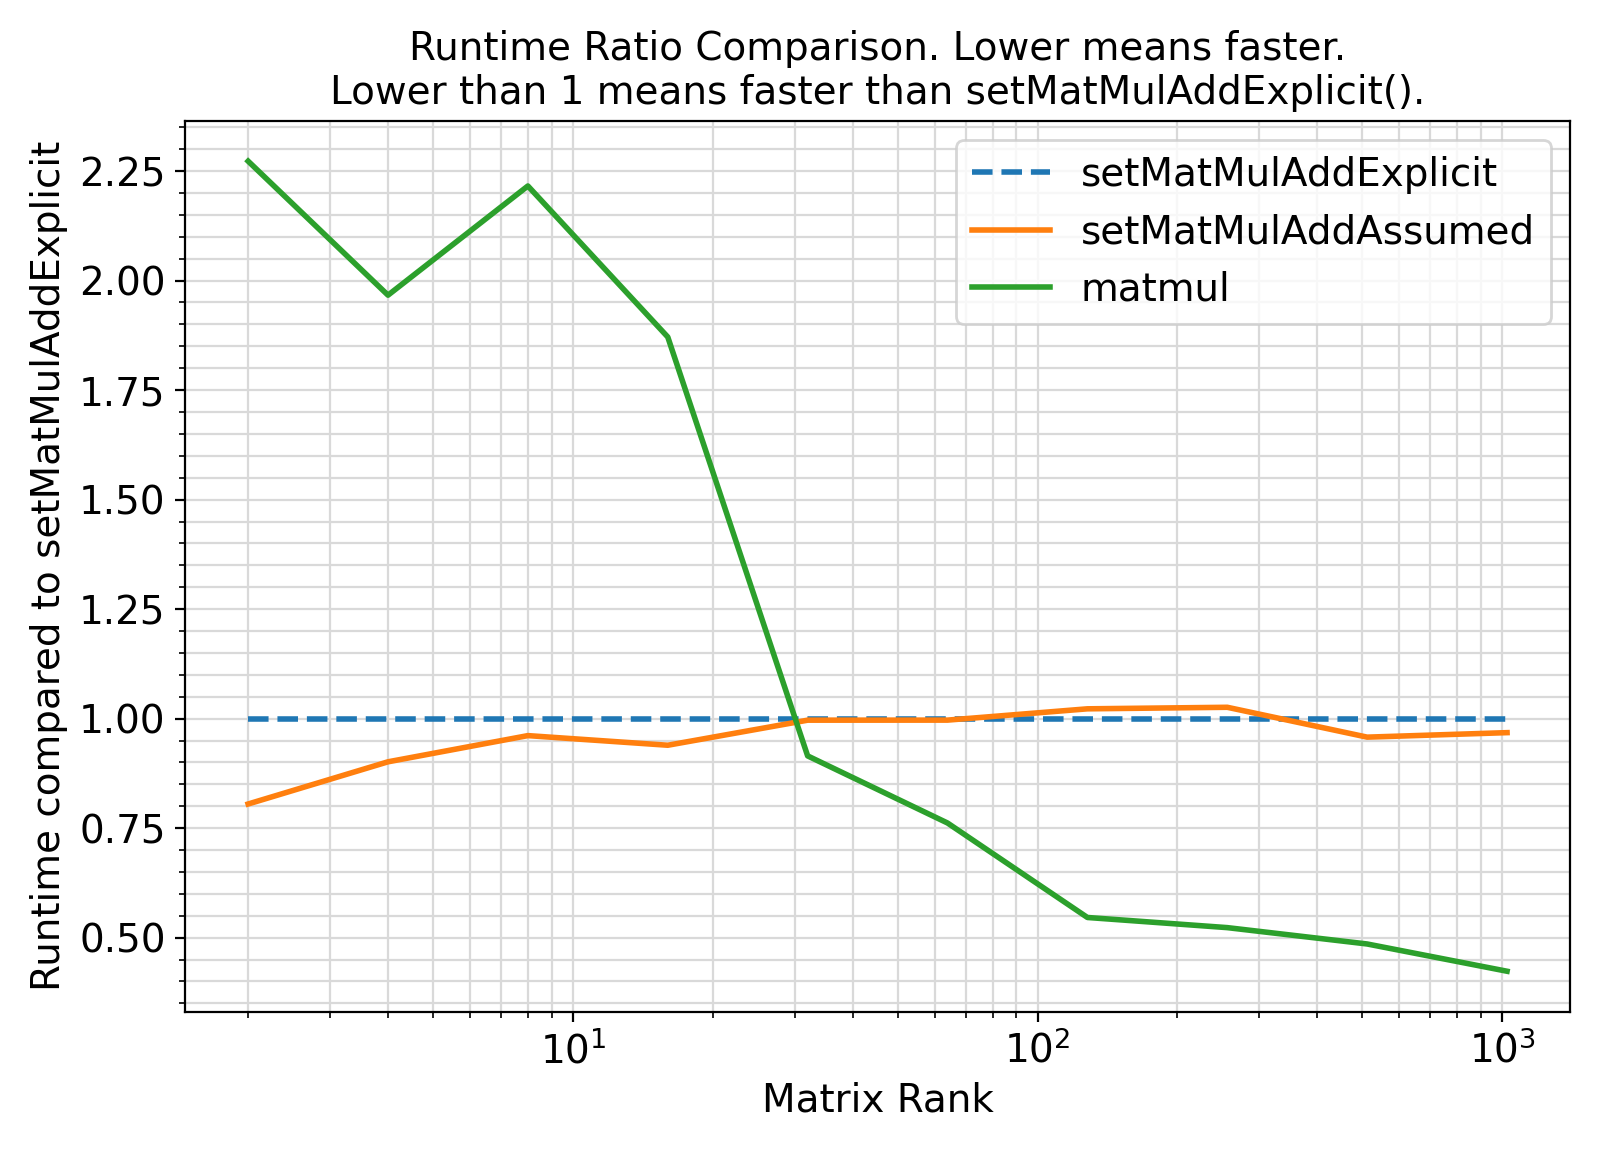 Runtime Ratio Comparison. Lower means faster.
Lower than 1 means faster than setMatMulAddExplicit().
Runtime compared to setMatMulAddExplicit
2.25
2.00
1.75
1.50
1.25
1.00
0.75
0.50
setMatMulAddExplicit
setMatMulAddAssumed
matmul
10¹ 10² 10³
Matrix Rank